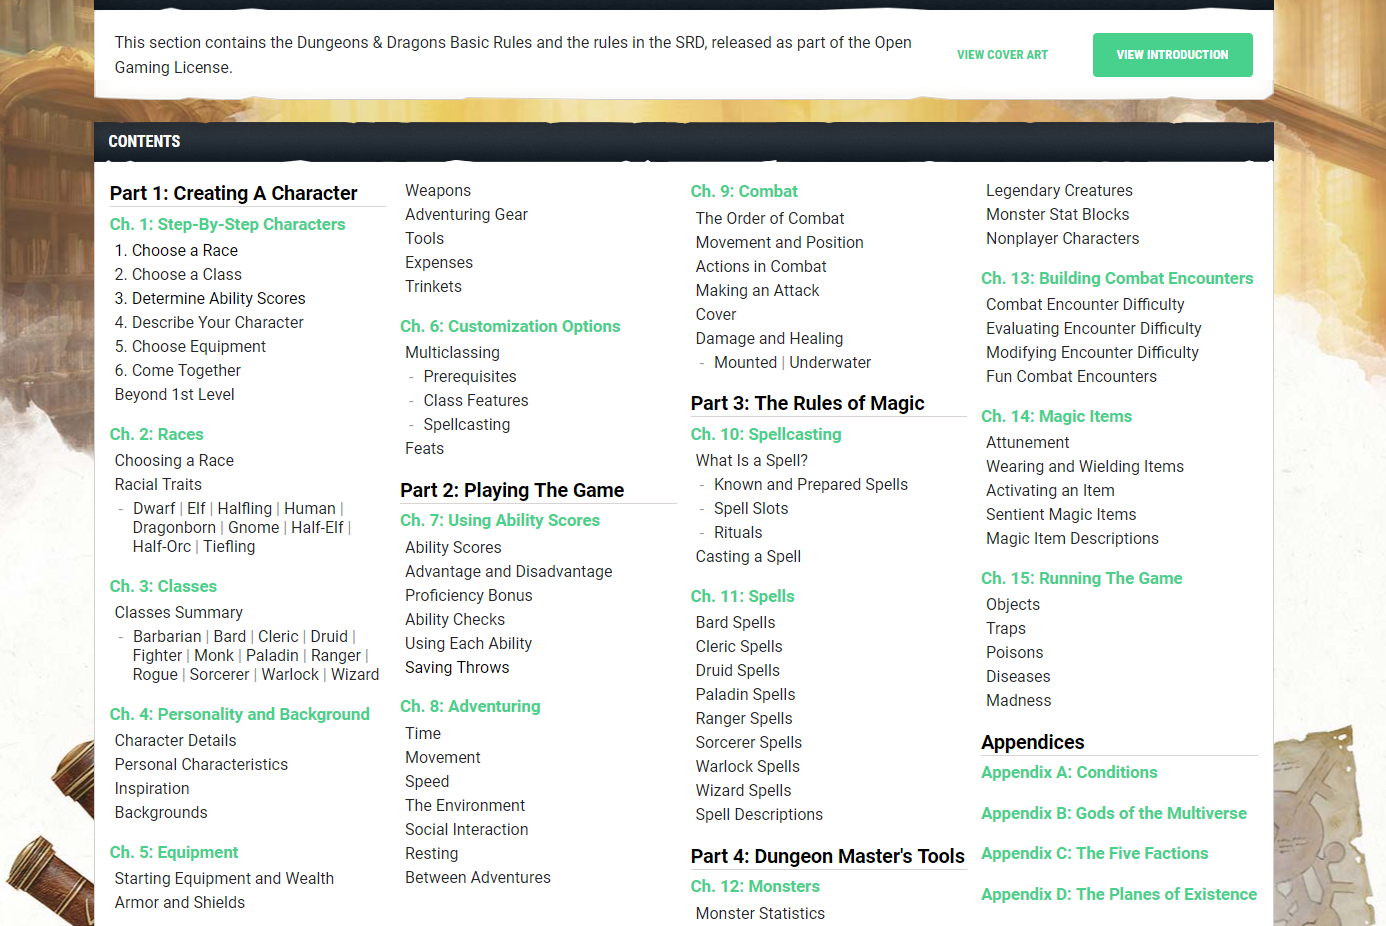 This section contains the Dungeons & Dragons Basic Rules and the rules in the SRD, released as part of the Open
Gaming License.
VIEW COVER ART
VIEW INTRODUCTION
CONTENTS
Part 1: Creating A Character
Ch. 1: Step-By-Step Characters
1. Choose a Race
2. Choose a Class
3. Determine Ability Scores
4. Describe Your Character
5. Choose Equipment
6. Come Together
Beyond 1st Level
Ch. 2: Races
Choosing a Race
Racial Traits
- Dwarf | Elf | Halfling | Human |
Dragonborn | Gnome | Half-Elf |
Half-Orc | Tiefling
Ch. 3: Classes
Classes Summary
- Barbarian | Bard | Cleric | Druid |
Fighter | Monk | Paladin | Ranger |
Rogue | Sorcerer | Warlock | Wizard
Ch. 4: Personality and Background
Character Details
Personal Characteristics
Inspiration
Backgrounds
Ch. 5: Equipment
Starting Equipment and Wealth
Armor and Shields
Weapons
Adventuring Gear
Tools
Expenses
Trinkets
Ch. 6: Customization Options
Multiclassing
- Prerequisites
- Class Features
- Spellcasting
Feats
Part 2: Playing The Game
Ch. 7: Using Ability Scores
Ability Scores
Advantage and Disadvantage
Proficiency Bonus
Ability Checks
Using Each Ability
Saving Throws
Ch. 8: Adventuring
Time
Movement
Speed
The Environment
Social Interaction
Resting
Between Adventures
Ch. 9: Combat
The Order of Combat
Movement and Position
Actions in Combat
Making an Attack
Cover
Damage and Healing
- Mounted | Underwater
Part 3: The Rules of Magic
Ch. 10: Spellcasting
What Is a Spell?
- Known and Prepared Spells
- Spell Slots
- Rituals
Casting a Spell
Ch. 11: Spells
Bard Spells
Cleric Spells
Druid Spells
Paladin Spells
Ranger Spells
Sorcerer Spells
Warlock Spells
Wizard Spells
Spell Descriptions
Part 4: Dungeon Master's Tools
Ch. 12: Monsters
Monster Statistics
Legendary Creatures
Monster Stat Blocks
Nonplayer Characters
Ch. 13: Building Combat Encounters
Combat Encounter Difficulty
Evaluating Encounter Difficulty
Modifying Encounter Difficulty
Fun Combat Encounters
Ch. 14: Magic Items
Attunement
Wearing and Wielding Items
Activating an Item
Sentient Magic Items
Magic Item Descriptions
Ch. 15: Running The Game
Objects
Traps
Poisons
Diseases
Madness
Appendices
Appendix A: Conditions
Appendix B: Gods of the Multiverse
Appendix C: The Five Factions
Appendix D: The Planes of Existence